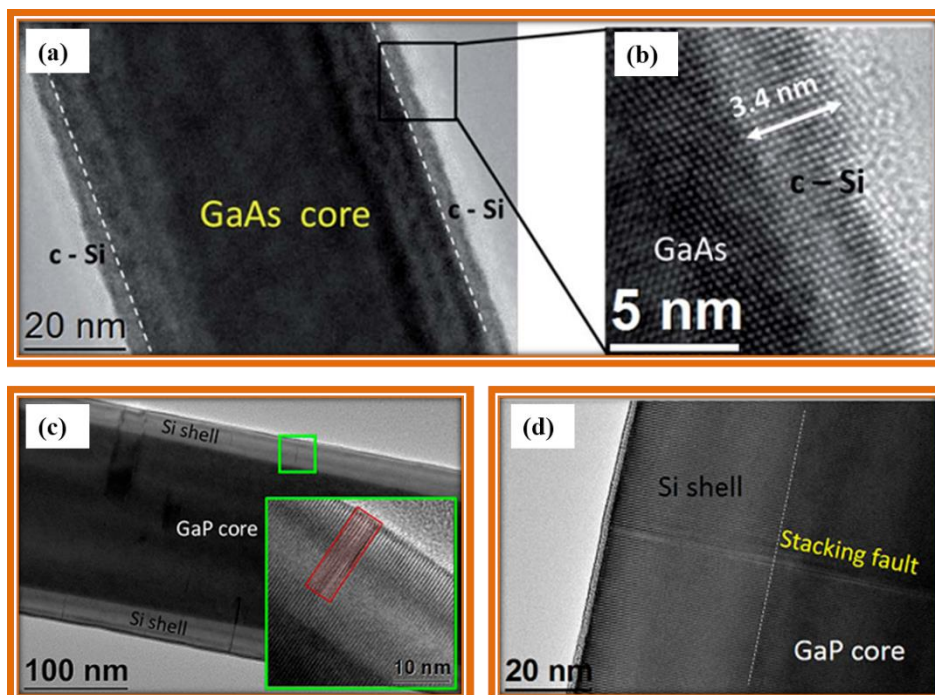 (a)
GaAs core
c - Si
c - Si
20 nm
(b)
3.4 nm
c – Si
GaAs
5 nm
(c)
Si shell
GaP core
Si shell
100 nm
10 nm
(d)
Si shell
Stacking fault
GaP core
20 nm